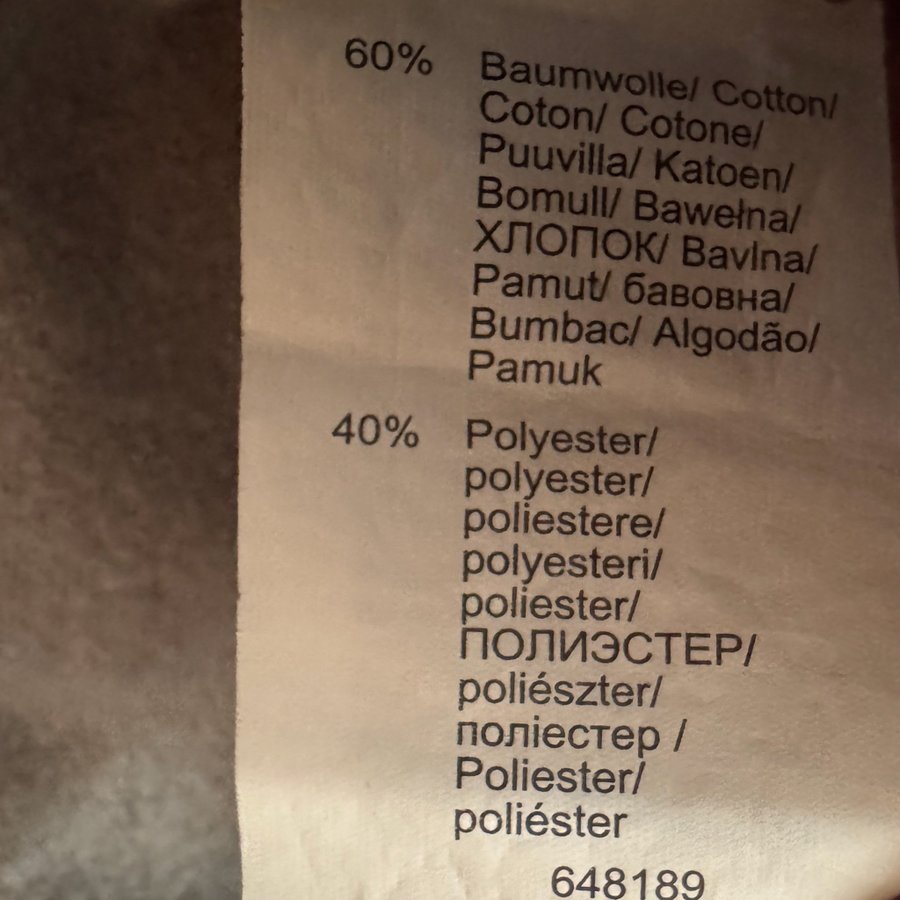 60% Baumwolle/ Cotton/
Coton/ Cotone/
Puuvilla/ Katoen/
Bomull/ Bawełna/
ХЛОПОК/ Bavlna/
Pamut/ бавовна/
Bumbac/ Algodão/
Pamuk
40% Polyester/
polyester/
poliestere/
polyesteri/
poliester/
ПОЛИЭСТЕР/
poliészter/
поліестер /
Poliester/
poliéster
648189